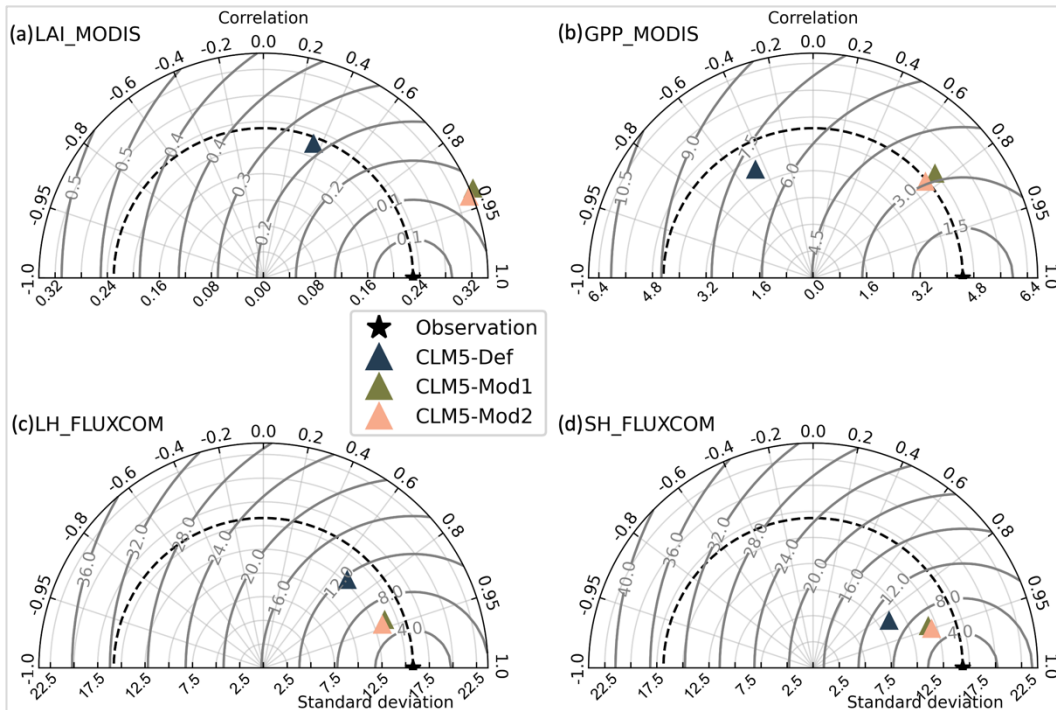 Correlation
(a)LAI_MODIS
-0.95 -0.8 -0.6 -0.4 -0.2 0.0 0.2 0.4 0.6 0.8 0.95
0.5 0.5 0.4 0.4 0.4 0.3 0.2 0.2 0.1
-1.0 1.0
0.32 0.24 0.16 0.08 0.00 0.08 0.16 0.24 0.32
Correlation
(b)GPP_MODIS
-0.95 -0.8 -0.6 -0.4 -0.2 0.0 0.2 0.4 0.6 0.8 0.95
10.5 9.0 7.5 6.0 4.5 3.0 1.5
-1.0 1.0
6.4 4.8 3.2 1.6 0.0 1.6 3.2 4.8 6.4
Observation
CLM5-Def
CLM5-Mod1
CLM5-Mod2
(c)LH_FLUXCOM
-0.95 -0.8 -0.6 -0.4 -0.2 0.0 0.2 0.4 0.6 0.8 0.95
36.0 32.0 28.0 24.0 20.0 16.0 12.0 8.0 4.0
-1.0 1.0
22.5 17.5 12.5 7.5 2.5 2.5 7.5 12.5 17.5 22.5
Standard deviation
(d)SH_FLUXCOM
-0.95 -0.8 -0.6 -0.4 -0.2 0.0 0.2 0.4 0.6 0.8 0.95
40.0 36.0 32.0 28.0 24.0 20.0 16.0 12.0 8.0 4.0
-1.0 1.0
22.5 17.5 12.5 7.5 2.5 2.5 7.5 12.5 17.5 22.5
Standard deviation